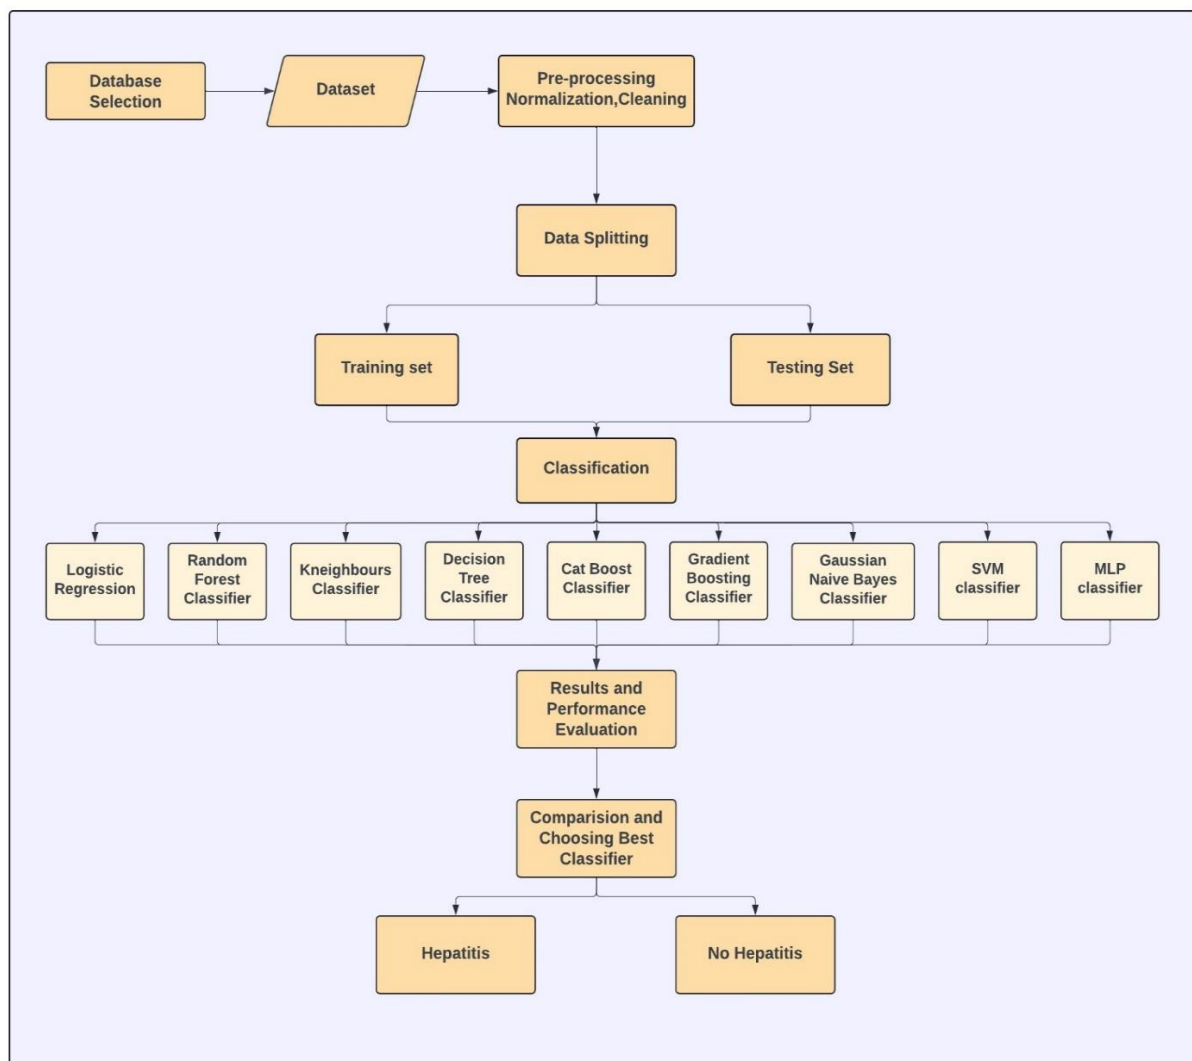 Database
Selection
Dataset
Pre-processing
Normalization,Cleaning
Data Splitting
Training set
Testing Set
Classification
Logistic
Regression
Random
Forest
Classifier
Kneighbours
Classifier
Decision
Tree
Classifier
Cat Boost
Classifier
Gradient
Boosting
Classifier
Gaussian
Naive Bayes
Classifier
SVM
classifier
MLP
classifier
Results and
Performance
Evaluation
Comparision and
Choosing Best
Classifier
Hepatitis
No Hepatitis